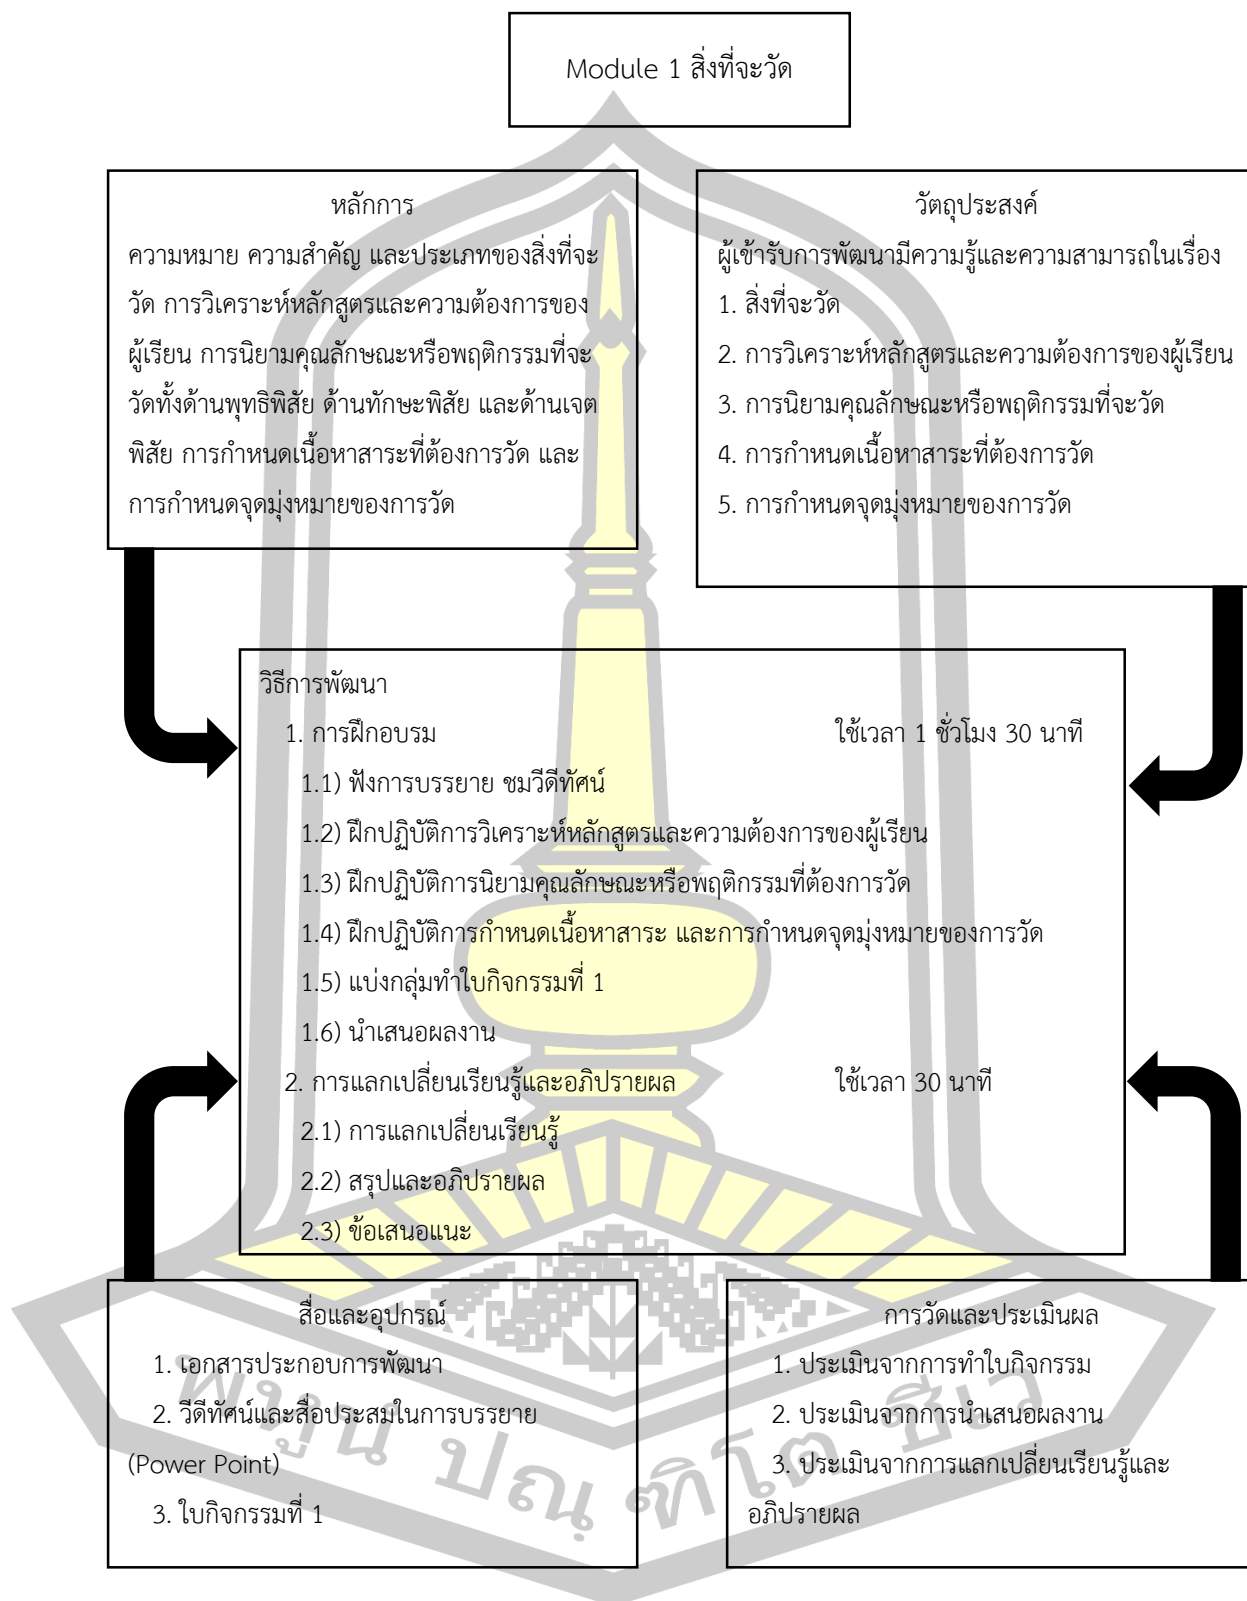 Module 1 สิ่งที่จะวัด
หลักการ
ความหมาย ความสำคัญ และประเภทของสิ่งที่จะ
วัด การวิเคราะห์หลักสูตรและความต้องการของ
ผู้เรียน การนิยามคุณลักษณะหรือพฤติกรรมที่จะ
วัดทั้งด้านพุทธิพิสัย ด้านทักษะพิสัย และด้านเจต
พิสัย การกำหนดเนื้อหาสาระที่ต้องการวัด และ
การกำหนดจุดมุ่งหมายของการวัด
วัตถุประสงค์
ผู้เข้ารับการพัฒนามีความรู้และความสามารถในเรื่อง
1. สิ่งที่จะวัด
2. การวิเคราะห์หลักสูตรและความต้องการของผู้เรียน
3. การนิยามคุณลักษณะหรือพฤติกรรมที่จะวัด
4. การกำหนดเนื้อหาสาระที่ต้องการวัด
5. การกำหนดจุดมุ่งหมายของการวัด
วิธีการพัฒนา
1. การฝึกอบรม ใช้เวลา 1 ชั่วโมง 30 นาที
1.1) ฟังการบรรยาย ชมวีดีทัศน์
1.2) ฝึกปฏิบัติการวิเคราะห์หลักสูตรและความต้องการของผู้เรียน
1.3) ฝึกปฏิบัติการนิยามคุณลักษณะหรือพฤติกรรมที่ต้องการวัด
1.4) ฝึกปฏิบัติการกำหนดเนื้อหาสาระ และการกำหนดจุดมุ่งหมายของการวัด
1.5) แบ่งกลุ่มทำใบกิจกรรมที่ 1
1.6) นำเสนอผลงาน
2. การแลกเปลี่ยนเรียนรู้และอภิปรายผล ใช้เวลา 30 นาที
2.1) การแลกเปลี่ยนเรียนรู้
2.2) สรุปและอภิปรายผล
2.3) ข้อเสนอแนะ
สื่อและอุปกรณ์
1. เอกสารประกอบการพัฒนา
2. วีดีทัศน์และสื่อประสมในการบรรยาย
(Power Point)
3. ใบกิจกรรมที่ 1
การวัดและประเมินผล
1. ประเมินจากการทำใบกิจกรรม
2. ประเมินจากการนำเสนอผลงาน
3. ประเมินจากการแลกเปลี่ยนเรียนรู้และ
อภิปรายผล
พหูนํ ปณฺฑิโต ชีเว